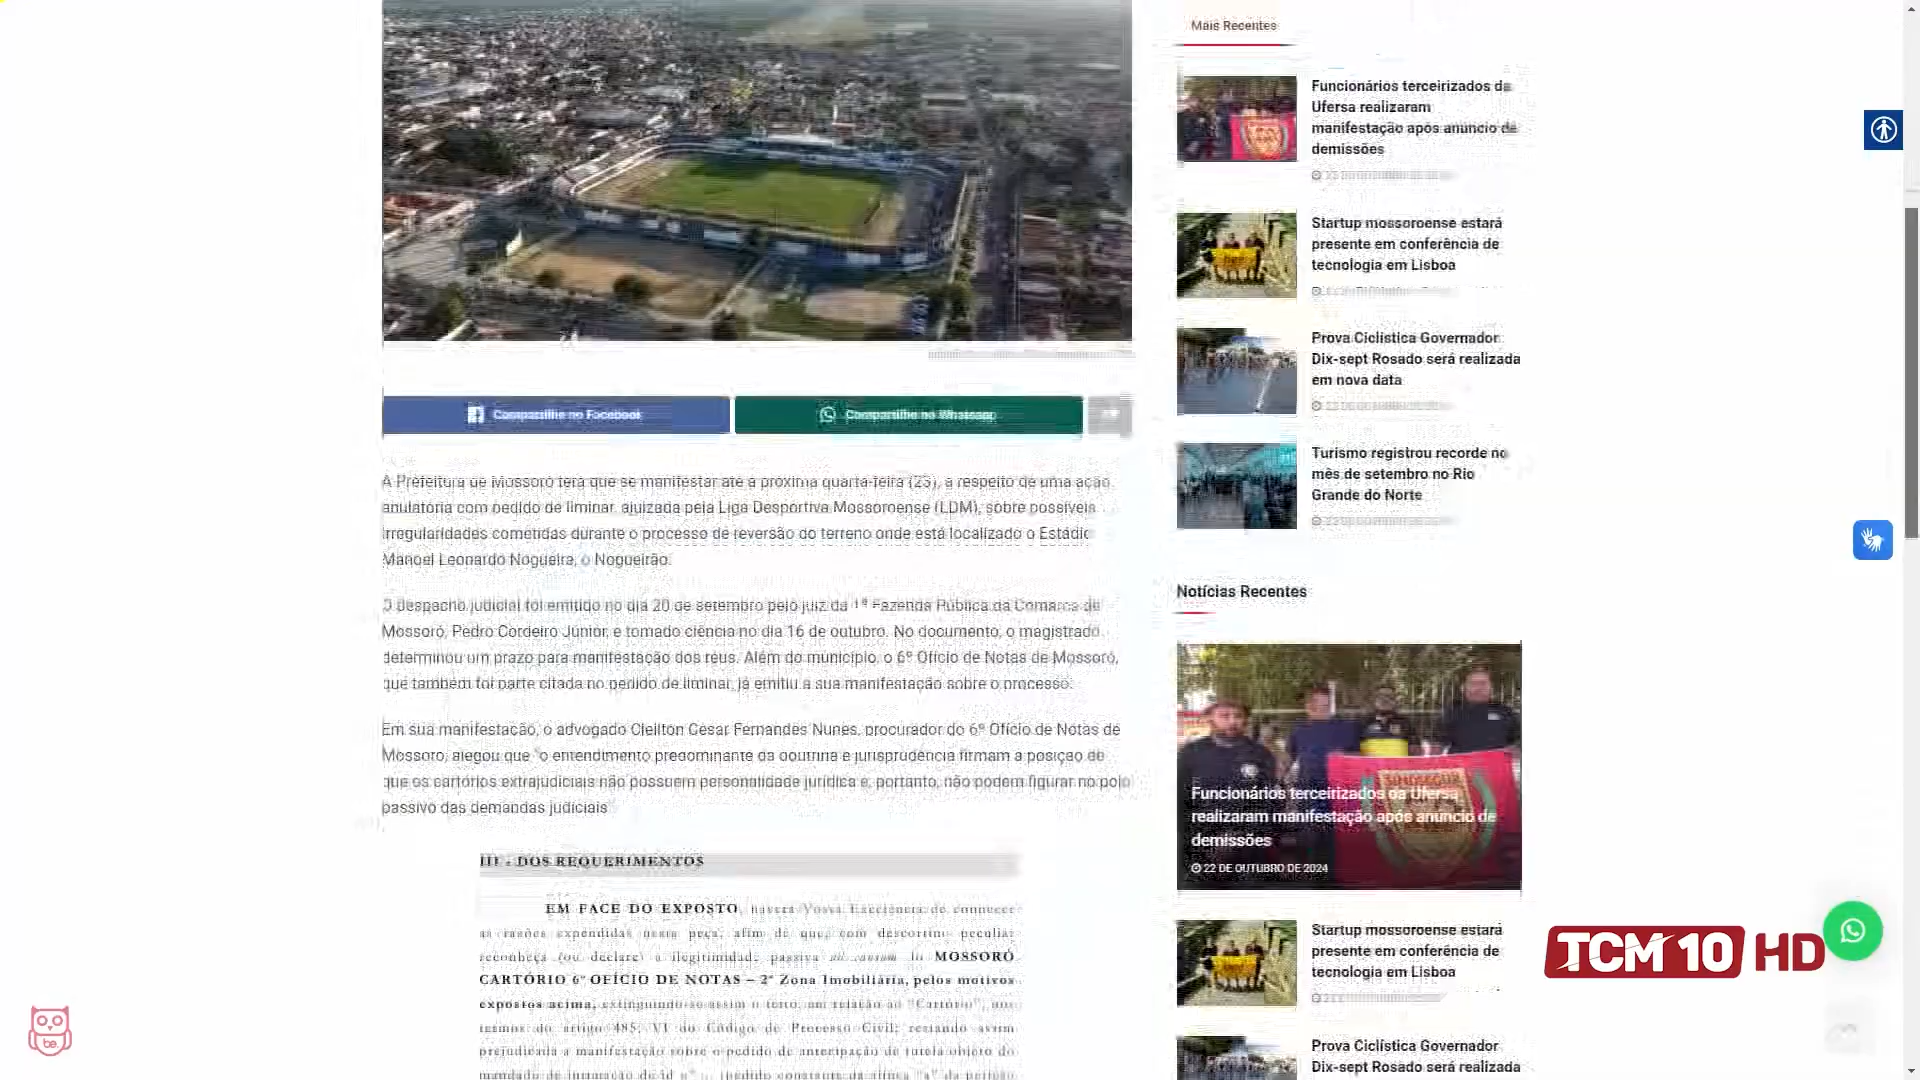 Mais Recentes
Funcionários terceirizados da
Ufersa realizaram
manifestação após anúncio de
demissões
Startup mossoroense estará
presente em conferência de
tecnologia em Lisboa
Prova Ciclística Governador
Dix-sept Rosado será realizada
em nova data
Turismo registrou recorde no
mês de setembro no Rio
Grande do Norte
Compartilhe no Facebook
Compartilhe no Whatsapp
A Prefeitura de Mossoró terá que se manifestar até a próxima quarta-feira (23), a respeito de uma ação
anulatória com pedido de liminar, ajuizada pela Liga Desportiva Mossoroense (LDM), sobre possíveis
irregularidades cometidas durante o processo de reversão do terreno onde está localizado o Estádio
Manoel Leonardo Nogueira, o Nogueirão.
O despacho judicial foi emitido no dia 20 de setembro pelo juiz da 1ª Fazenda Pública da Comarca de
Mossoró, Pedro Cordeiro Júnior, e tomado ciência no dia 16 de outubro. No documento, o magistrado
determinou um prazo para manifestação dos réus. Além do município, o 6º Ofício de Notas de Mossoró,
que também foi parte citada no pedido de liminar, já emitiu a sua manifestação sobre o processo.
Em sua manifestação, o advogado Cleilton Cesar Fernandes Nunes, procurador do 6º Ofício de Notas de
Mossoró, alegou que “o entendimento predominante da doutrina e jurisprudência firmam a posição de
que os cartórios extrajudiciais não possuem personalidade jurídica e, portanto, não podem figurar no polo
passivo das demandas judiciais”
III - DOS REQUERIMENTOS
EM FACE DO EXPOSTO, Vossa Excelência de conhecer
as razões expendidas nesta peça, afim de que, com descortino peculiar
reconheça (ou declare) a ilegitimidade passiva ad causam do MOSSORÓ
CARTÓRIO 6º OFÍCIO DE NOTAS – 2ª Zona Imobiliária, pelos motivos
expostos acima, extinguindo-se assim o feito, em relação ao "Cartório", nos
termos do artigo 485, VI do Código de Processo Civil; restando assim
prejudicada a manifestação sobre o pedido de antecipação de tutela objeto do
Notícias Recentes
Funcionários terceirizados da Ufersa
realizaram manifestação após anúncio de
demissões
22 DE OUTUBRO DE 2024
Startup mossoroense estará
presente em conferência de
tecnologia em Lisboa
Prova Ciclística Governador
Dix-sept Rosado será realizada
TCM 10 HD
be.